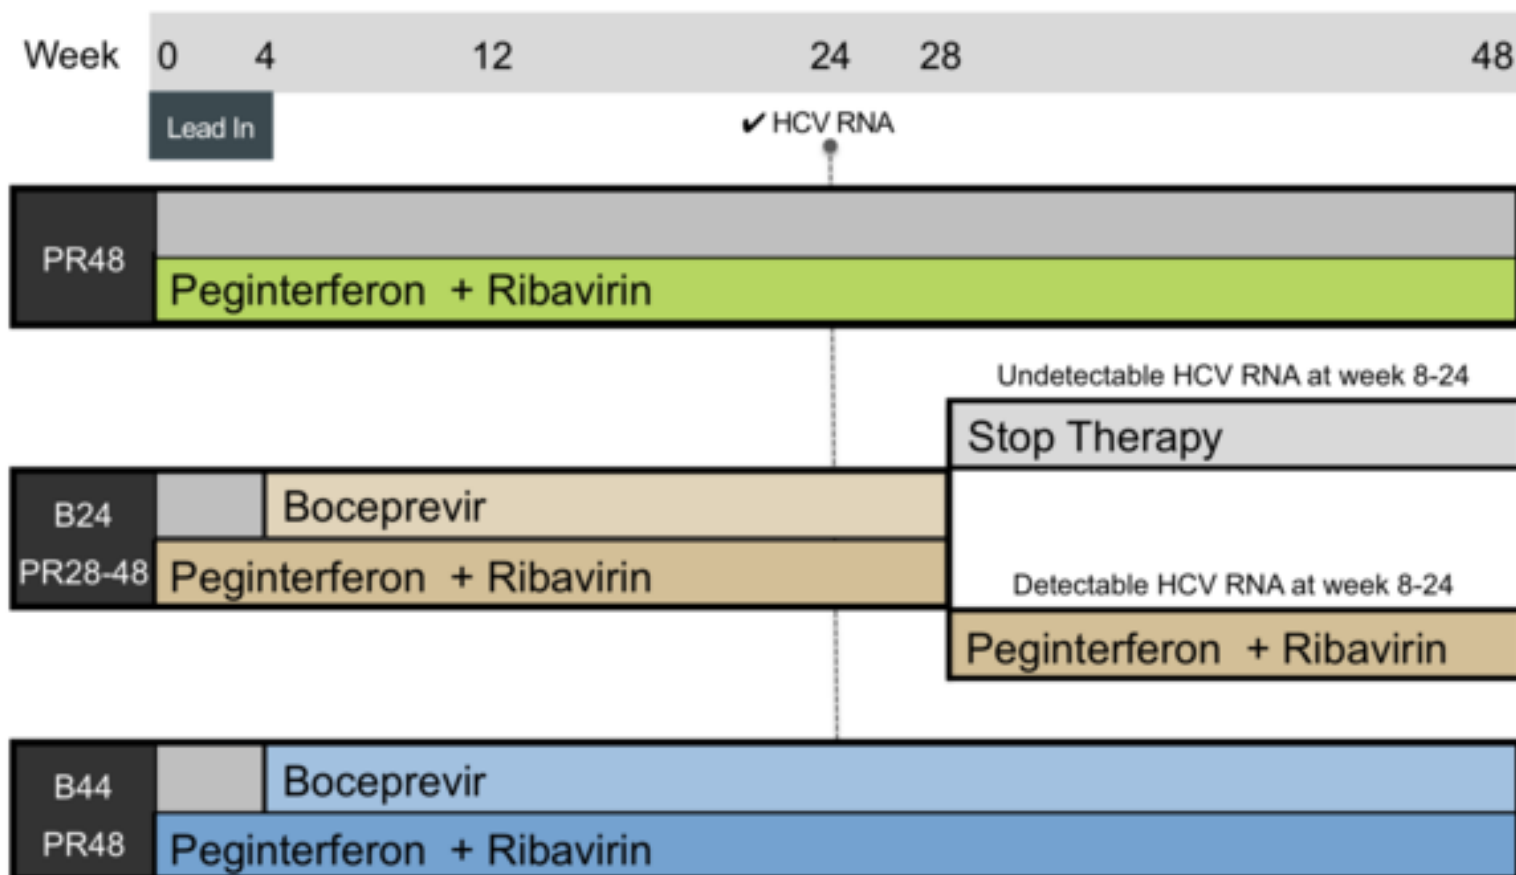 Week 0 4 12 24 28 48
Lead In
✔ HCV RNA
PR48
Peginterferon + Ribavirin
Undetectable HCV RNA at week 8-24
Stop Therapy
B24
PR28-48
Boceprevir
Peginterferon + Ribavirin
Detectable HCV RNA at week 8-24
Peginterferon + Ribavirin
B44
PR48
Boceprevir
Peginterferon + Ribavirin